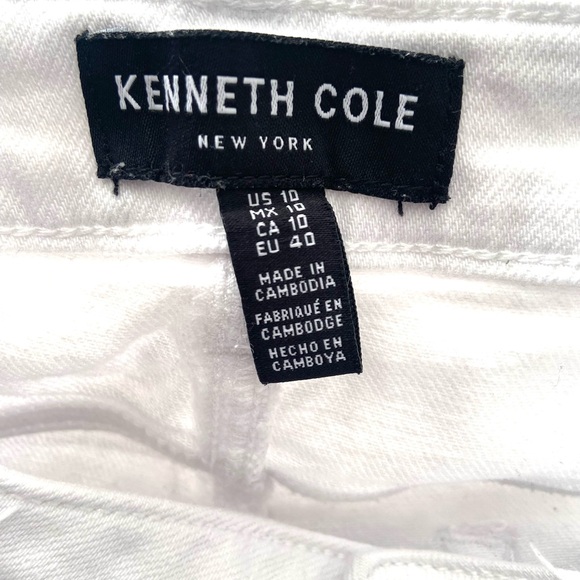 KENNETH COLE
NEW YORK
US 10
MX 10
CA 10
EU 40
MADE IN
CAMBODIA
FABRIQUÉ EN
CAMBODGE
HECHO EN
CAMBOYA